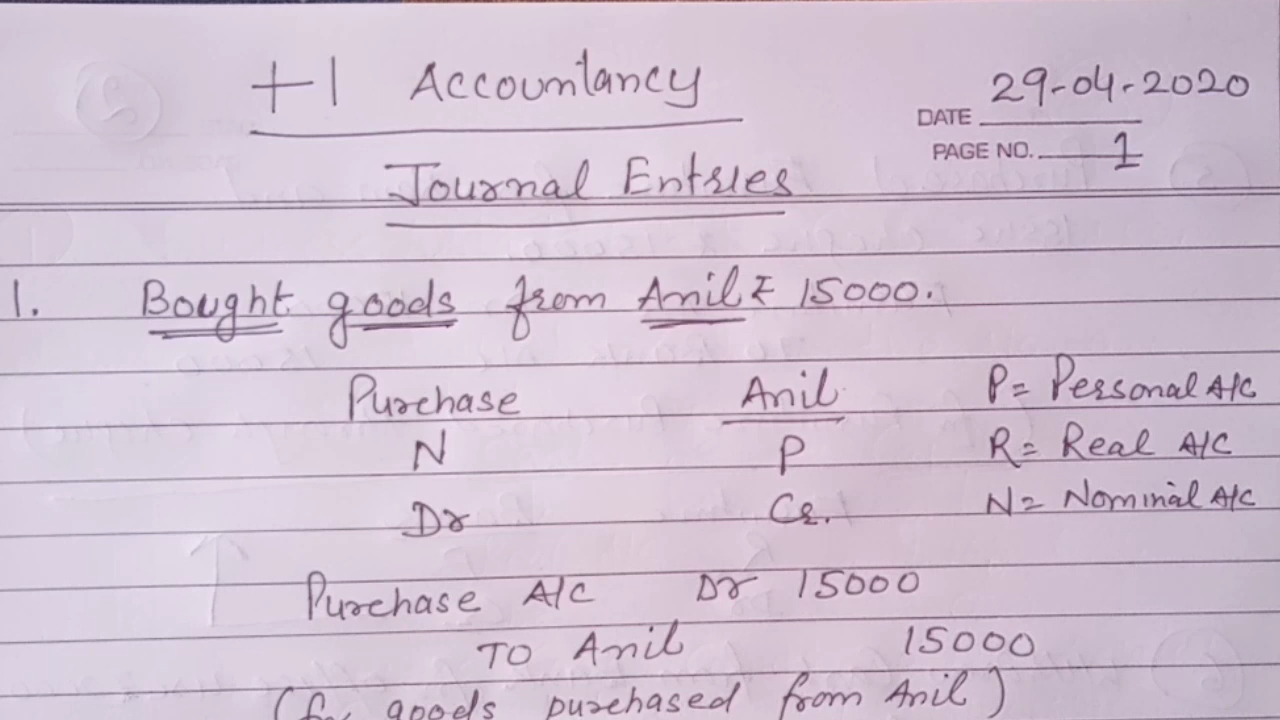 +1 Accountancy
29-04-2020
DATE
PAGE NO. 1
Journal Entries
1. Bought goods from Anil ₹ 15000.
Purchase Anil P= Personal A/C
N P R= Real A/C
Dr Cr. N= Nominal A/C
Purchase A/C Dr 15000
TO Anil 15000
(for goods purchased from Anil)